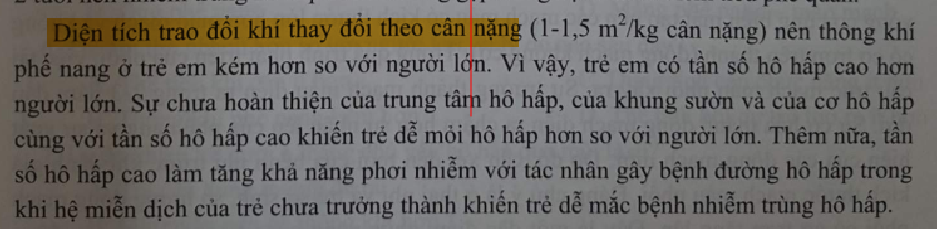 Diện tích trao đổi khí thay đổi theo cân nặng (1-1,5 m²/kg cân nặng) nên thông khí
phế nang ở trẻ em kém hơn so với người lớn. Vì vậy, trẻ em có tần số hô hấp cao hơn
người lớn. Sự chưa hoàn thiện của trung tâm hô hấp, của khung sườn và của cơ hô hấp
cùng với tần số hô hấp cao khiến trẻ dễ mỏi hô hấp hơn so với người lớn. Thêm nữa, tần
số hô hấp cao làm tăng khả năng phơi nhiễm với tác nhân gây bệnh đường hô hấp trong
khi hệ miễn dịch của trẻ chưa trưởng thành khiến trẻ dễ mắc bệnh nhiễm trùng hô hấp.